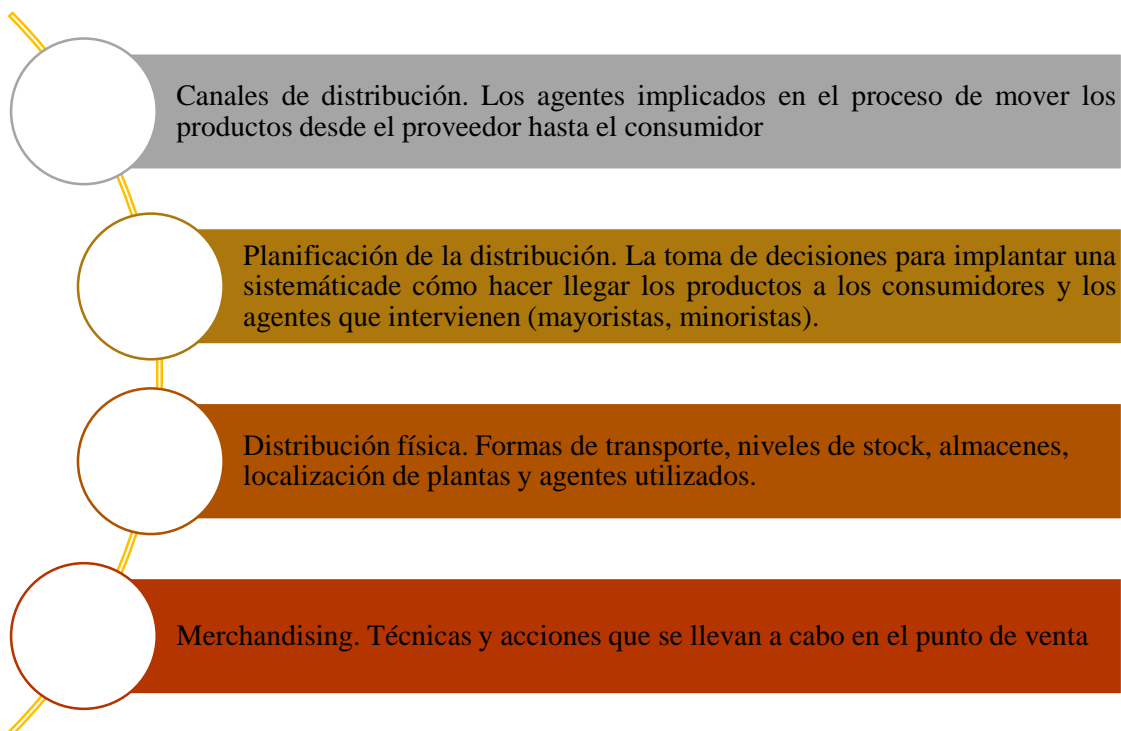 Canales de distribución. Los agentes implicados en el proceso de mover los
productos desde el proveedor hasta el consumidor
Planificación de la distribución. La toma de decisiones para implantar una
sistemáticade cómo hacer llegar los productos a los consumidores y los
agentes que intervienen (mayoristas, minoristas).
Distribución física. Formas de transporte, niveles de stock, almacenes,
localización de plantas y agentes utilizados.
Merchandising. Técnicas y acciones que se llevan a cabo en el punto de venta